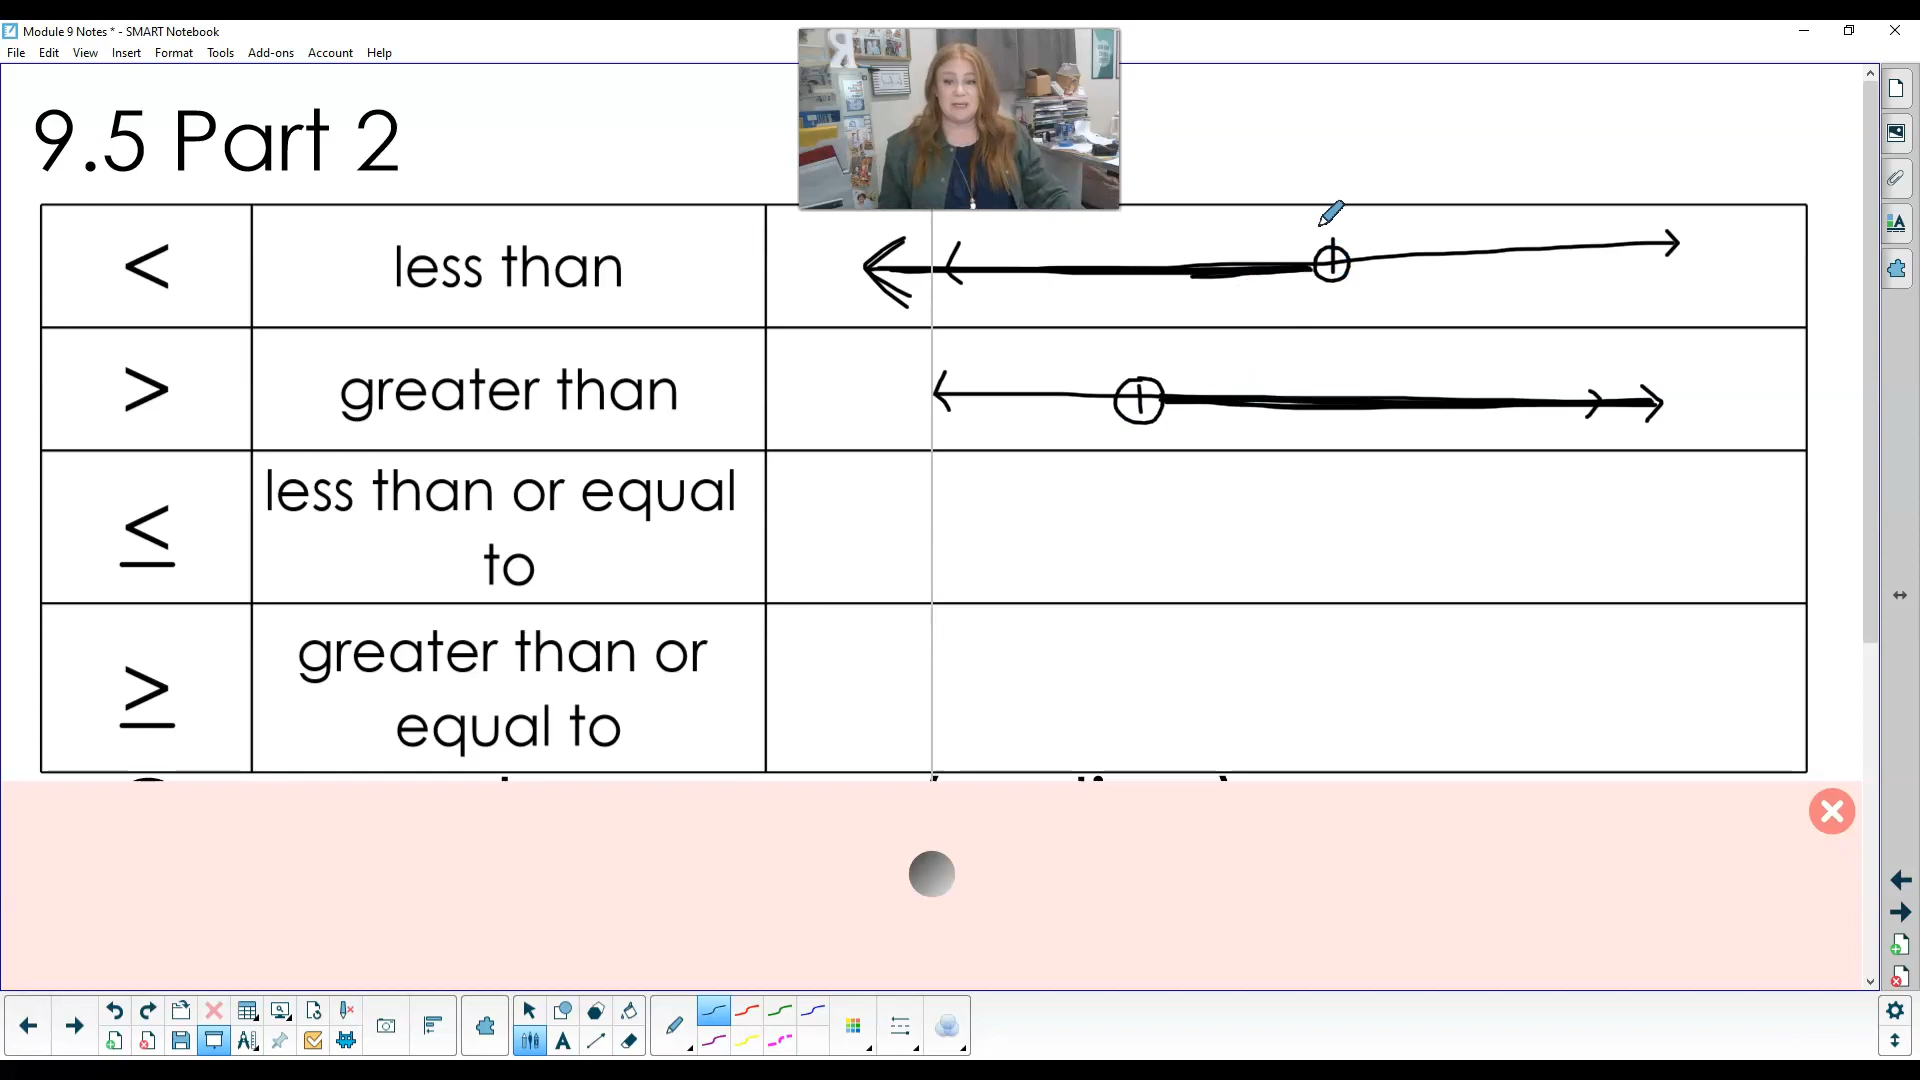 Module 9 Notes * - SMART Notebook
File Edit View Insert Format Tools Add-ons Account Help
9.5 Part 2
< less than
> greater than
≤ less than or equal
to
≥ greater than or
equal to